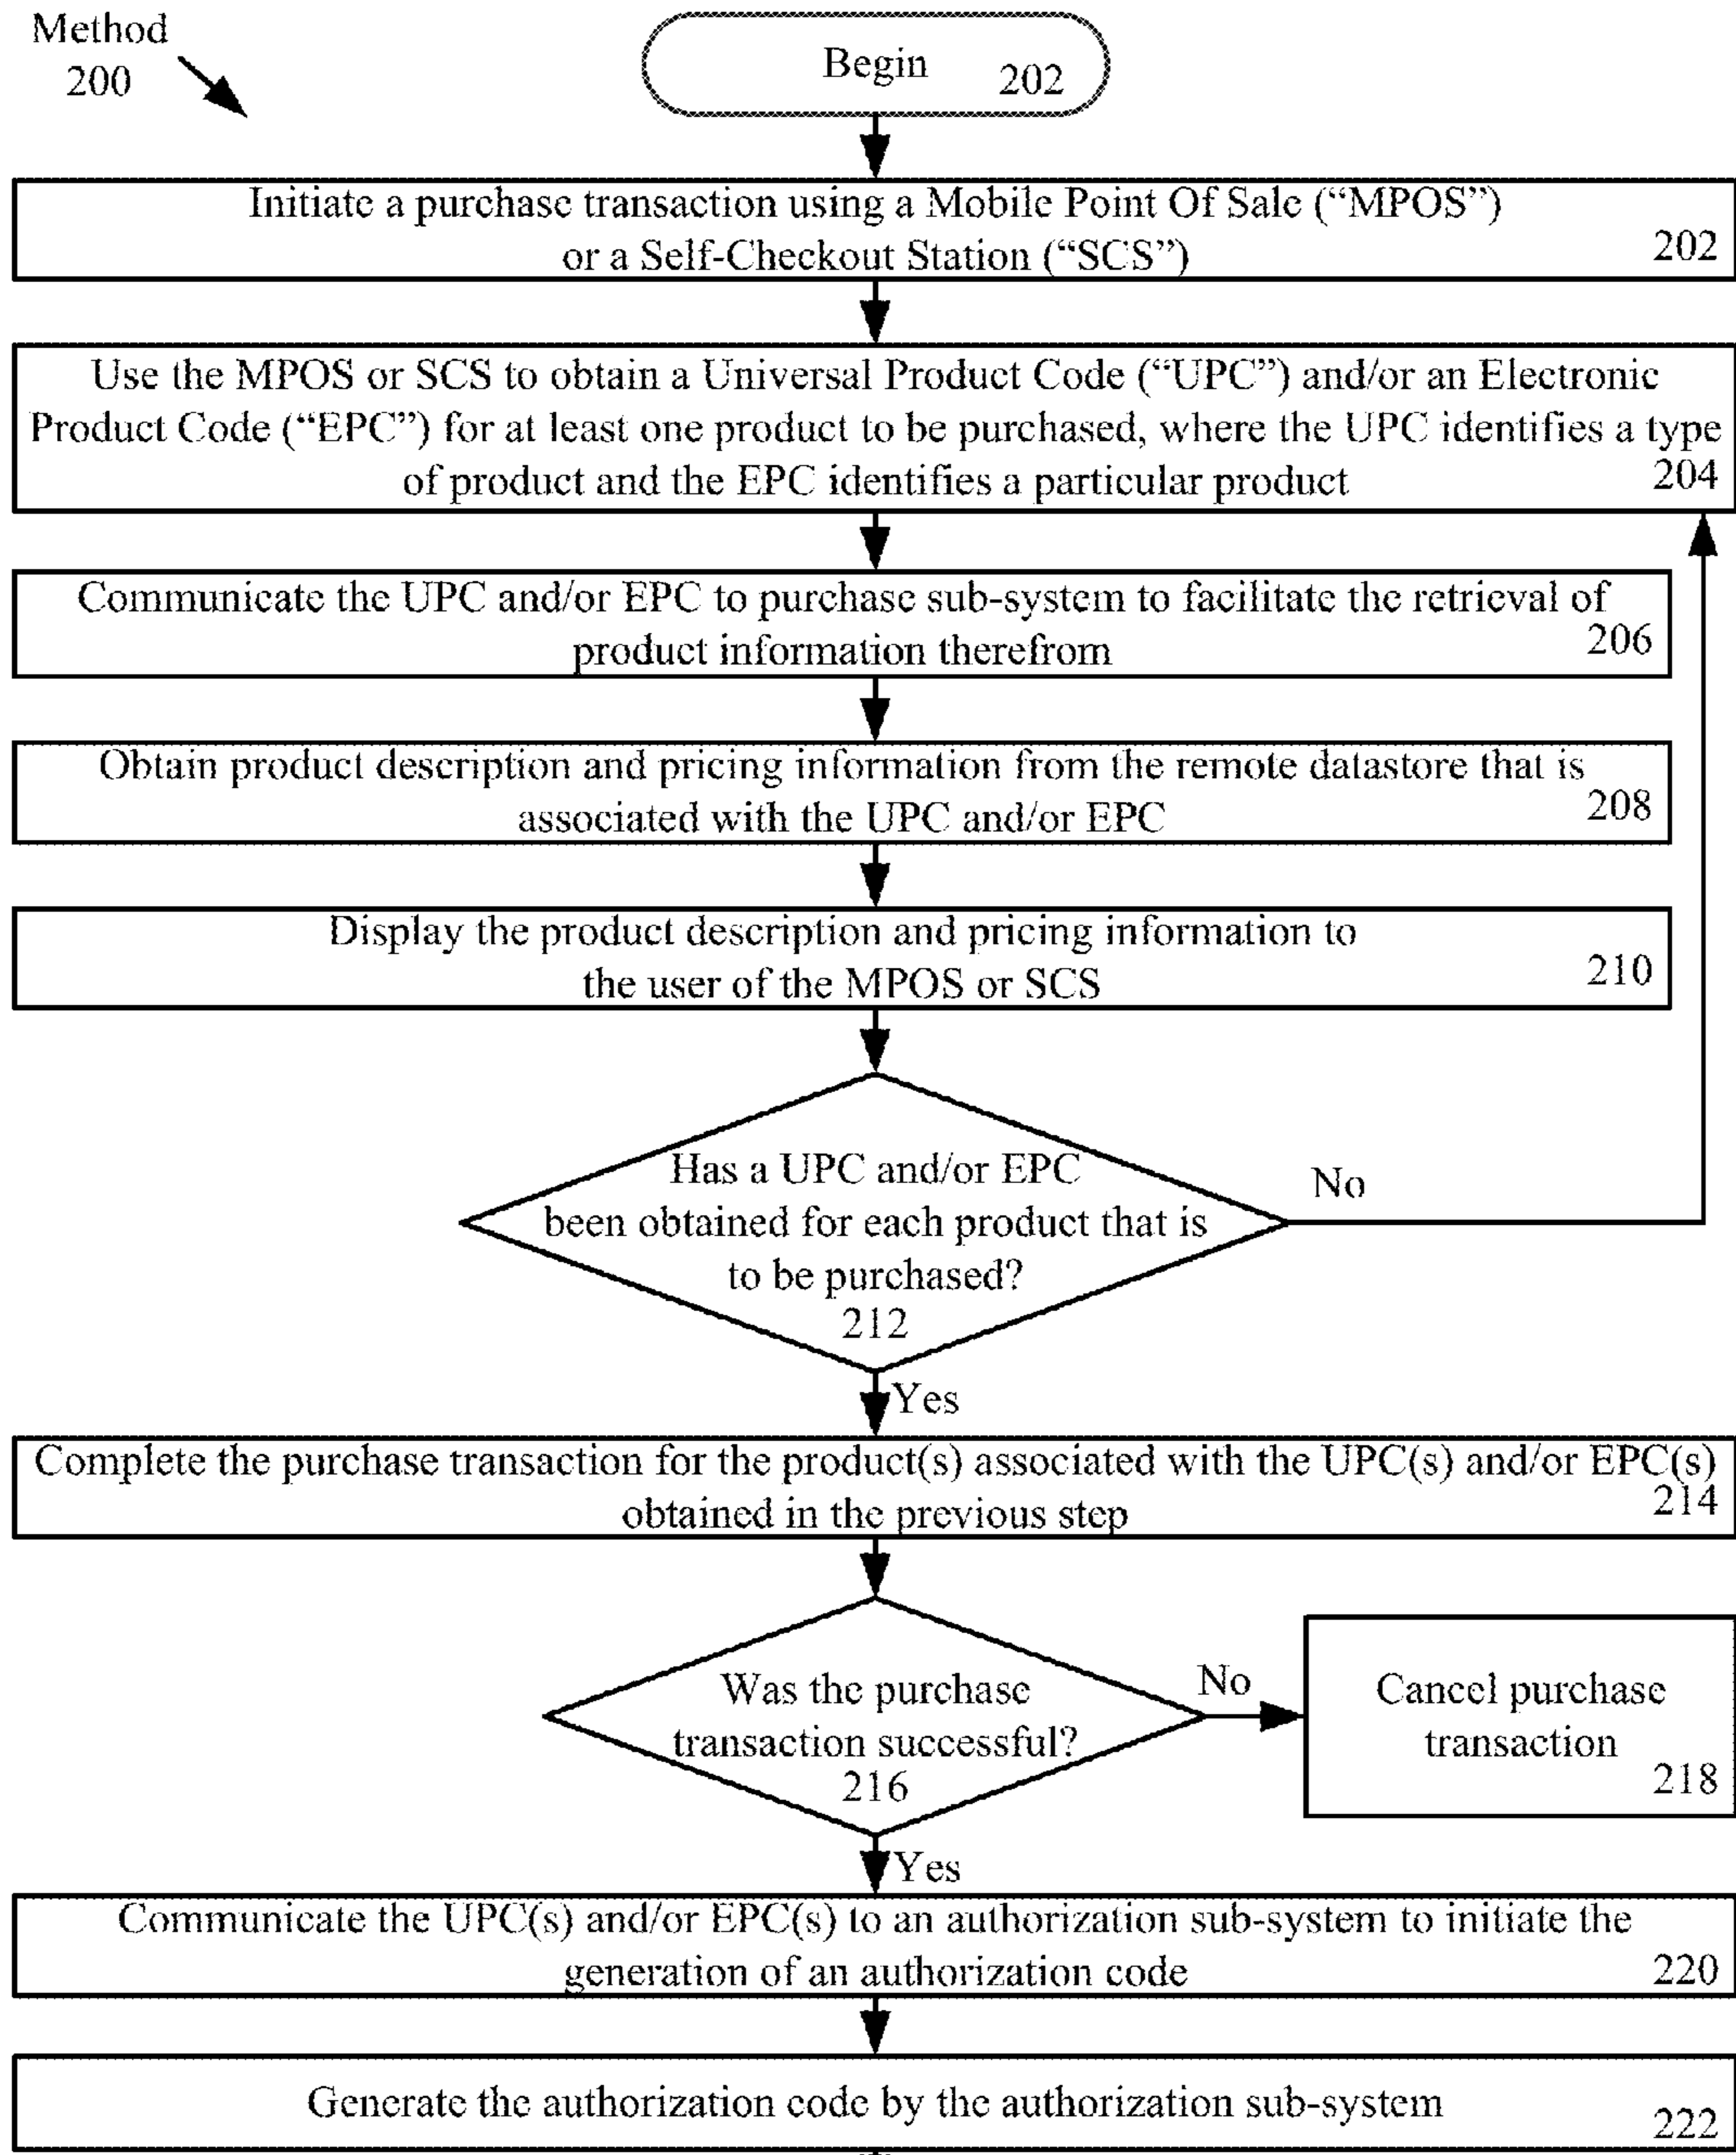 Method
200
Begin 202
Initiate a purchase transaction using a Mobile Point Of Sale (“MPOS”)
or a Self-Checkout Station (“SCS”) 202
Use the MPOS or SCS to obtain a Universal Product Code (“UPC”) and/or an Electronic
Product Code (“EPC”) for at least one product to be purchased, where the UPC identifies a type
of product and the EPC identifies a particular product 204
Communicate the UPC and/or EPC to purchase sub-system to facilitate the retrieval of
product information therefrom 206
Obtain product description and pricing information from the remote datastore that is
associated with the UPC and/or EPC 208
Display the product description and pricing information to
the user of the MPOS or SCS 210
Has a UPC and/or EPC
been obtained for each product that is
to be purchased?
212
No
Yes
Complete the purchase transaction for the product(s) associated with the UPC(s) and/or EPC(s)
obtained in the previous step 214
Was the purchase
transaction successful?
216
No
Cancel purchase
transaction
218
Yes
Communicate the UPC(s) and/or EPC(s) to an authorization sub-system to initiate the
generation of an authorization code 220
Generate the authorization code by the authorization sub-system 222